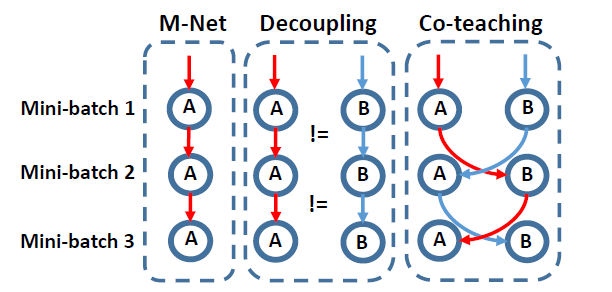 M-Net Decoupling Co-teaching
Mini-batch 1 A A B A B
!=
Mini-batch 2 A A B A B
!=
Mini-batch 3 A A B A B